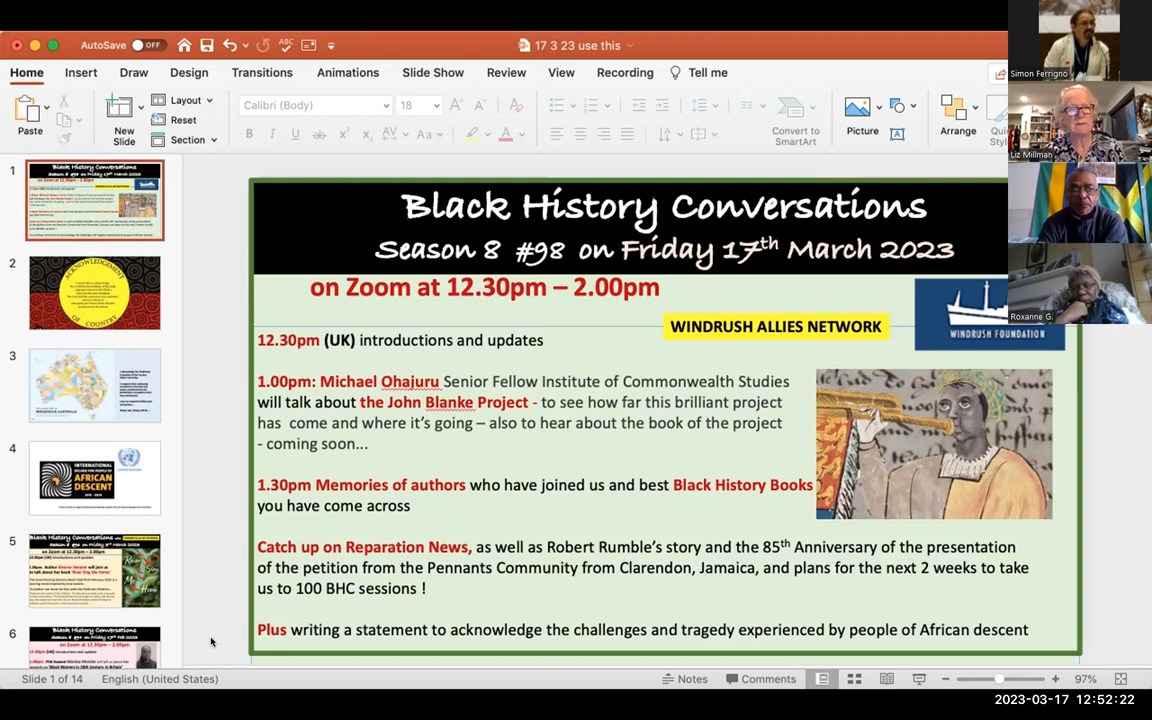 AutoSave OFF
17 3 23 use this
Home Insert Draw Design Transitions Animations Slide Show Review View Recording Tell me
Paste
New Slide
Layout
Reset
Section
Calibri (Body) 18
Convert to SmartArt
Picture
Arrange
Simon Ferrigno
Liz Millman
Roxanne G.
1
2
3
4
5
6
ACKNOWLEDGEMENT
OF COUNTRY
INTERNATIONAL
DECADE FOR PEOPLE OF
AFRICAN
DESCENT
Black History Conversations
Season 8 #98 on Friday 17th March 2023
on Zoom at 12.30pm – 2.00pm
WINDRUSH ALLIES NETWORK
WINDRUSH FOUNDATION
12.30pm (UK) introductions and updates
1.00pm: Michael Ohajuru Senior Fellow Institute of Commonwealth Studies
will talk about the John Blanke Project - to see how far this brilliant project
has come and where it's going – also to hear about the book of the project
- coming soon...
1.30pm Memories of authors who have joined us and best Black History Books
you have come across
Catch up on Reparation News, as well as Robert Rumble's story and the 85th Anniversary of the presentation
of the petition from the Pennants Community from Clarendon, Jamaica, and plans for the next 2 weeks to take
us to 100 BHC sessions !
Plus writing a statement to acknowledge the challenges and tragedy experienced by people of African descent
Slide 1 of 14 English (United States)
Notes Comments 97%
2023-03-17 12:52:22